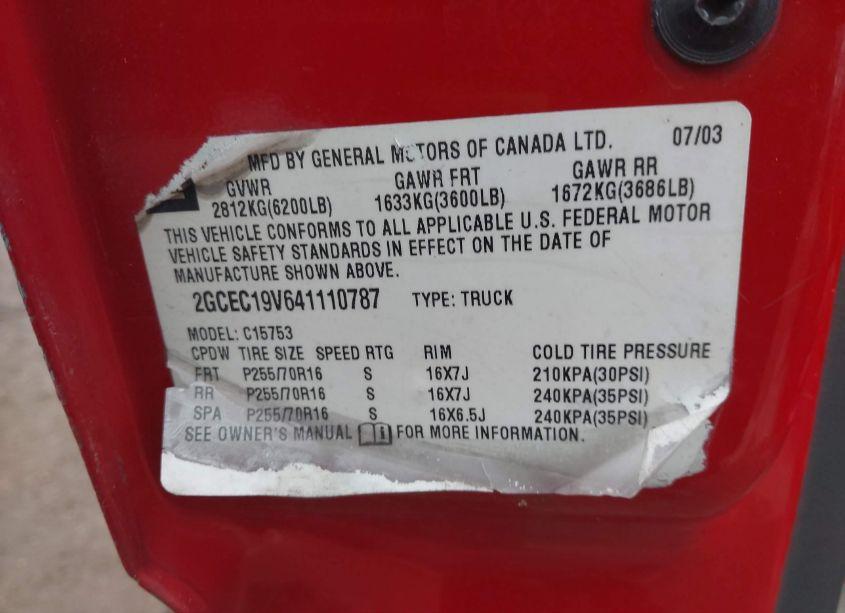 MFD BY GENERAL MOTORS OF CANADA LTD. 07/03
GVWR GAWR FRT GAWR RR
2812KG(6200LB) 1633KG(3600LB) 1672KG(3686LB)
THIS VEHICLE CONFORMS TO ALL APPLICABLE U.S. FEDERAL MOTOR
VEHICLE SAFETY STANDARDS IN EFFECT ON THE DATE OF
MANUFACTURE SHOWN ABOVE.
2GCEC19V641110787 TYPE: TRUCK
MODEL: C15753
CPDW TIRE SIZE SPEED RTG RIM COLD TIRE PRESSURE
FRT P255/70R16 S 16X7J 210KPA(30PSI)
RR P255/70R16 S 16X7J 240KPA(35PSI)
SPA P255/70R16 S 16X6.5J 240KPA(35PSI)
SEE OWNER'S MANUAL FOR MORE INFORMATION.